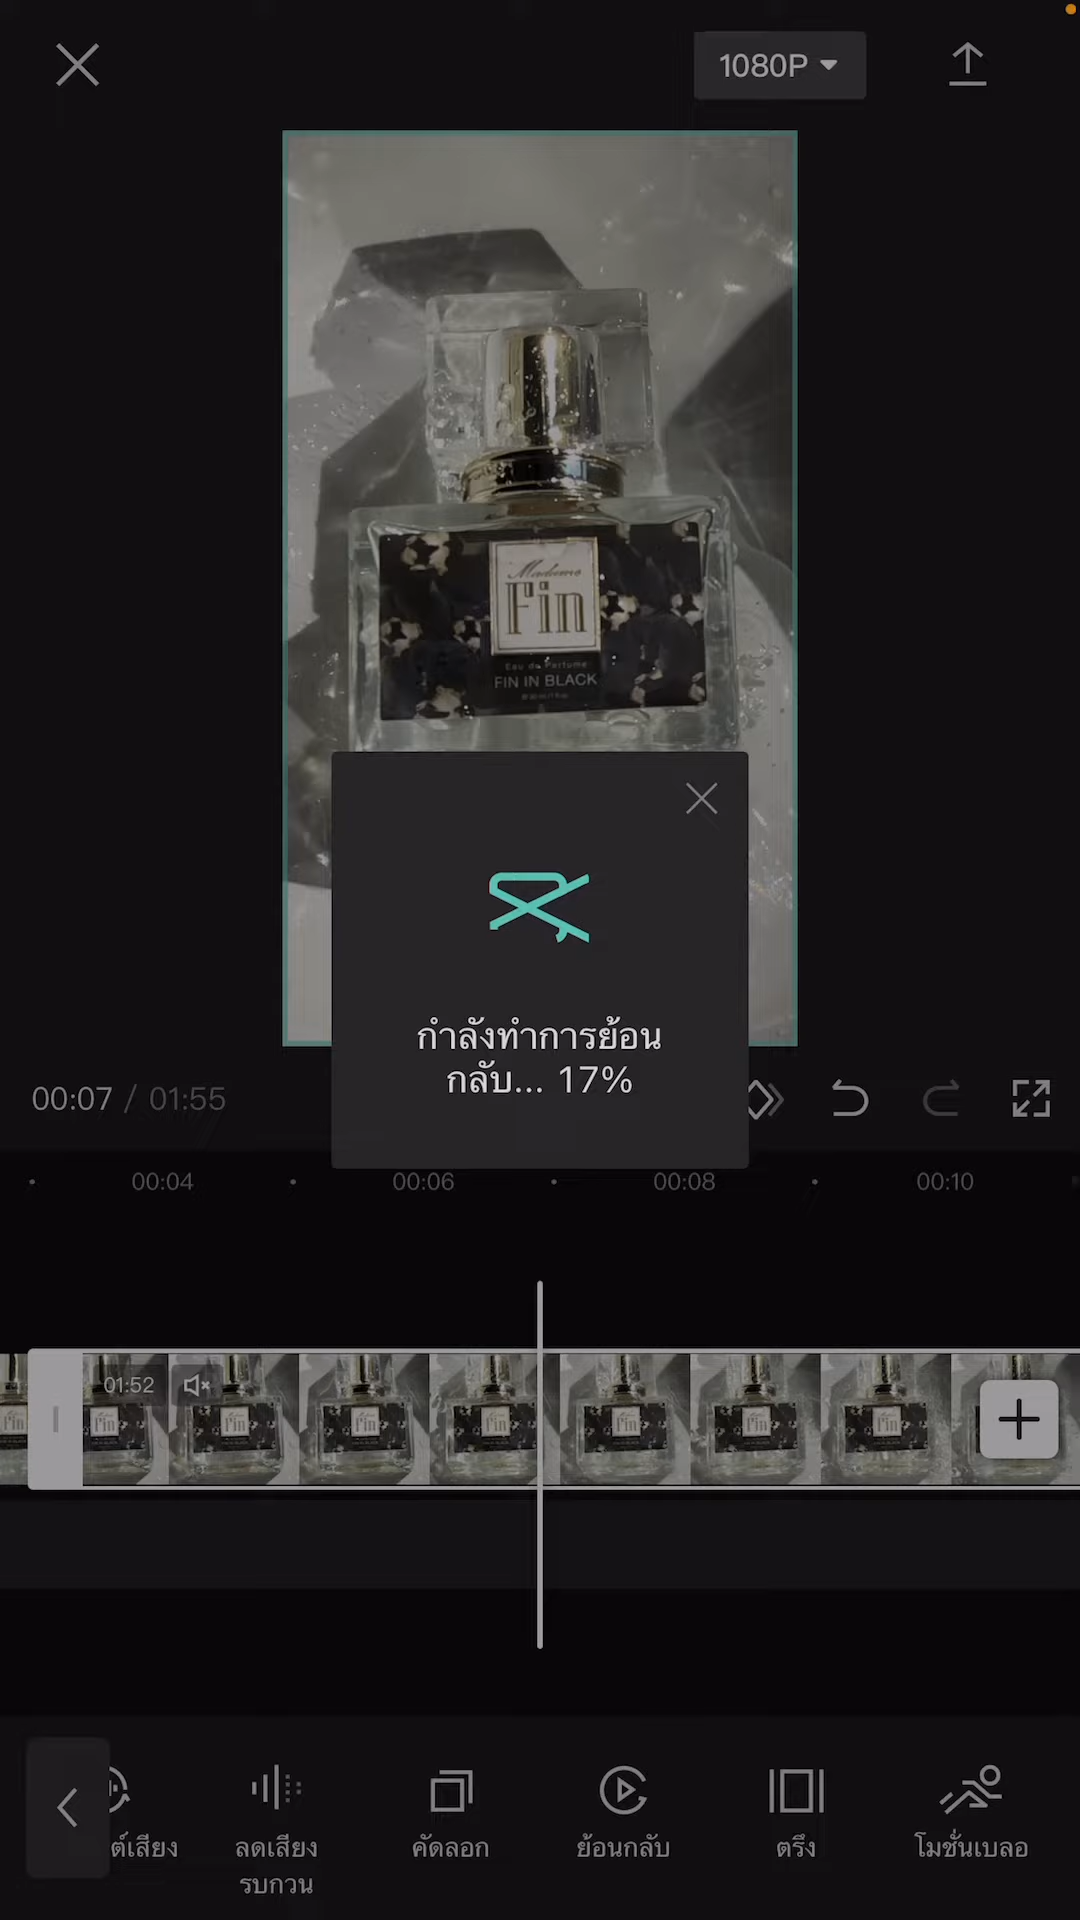 1080P
Madame
Fin
Eau de Parfume
FIN IN BLACK
กำลังทำการย้อน
กลับ... 17%
00:07 / 01:55
00:04
00:06
00:08
00:10
01:52
ต์เสียง
ลดเสียง
รบกวน
คัดลอก
ย้อนกลับ
ตรึง
โมชั่นเบลอ